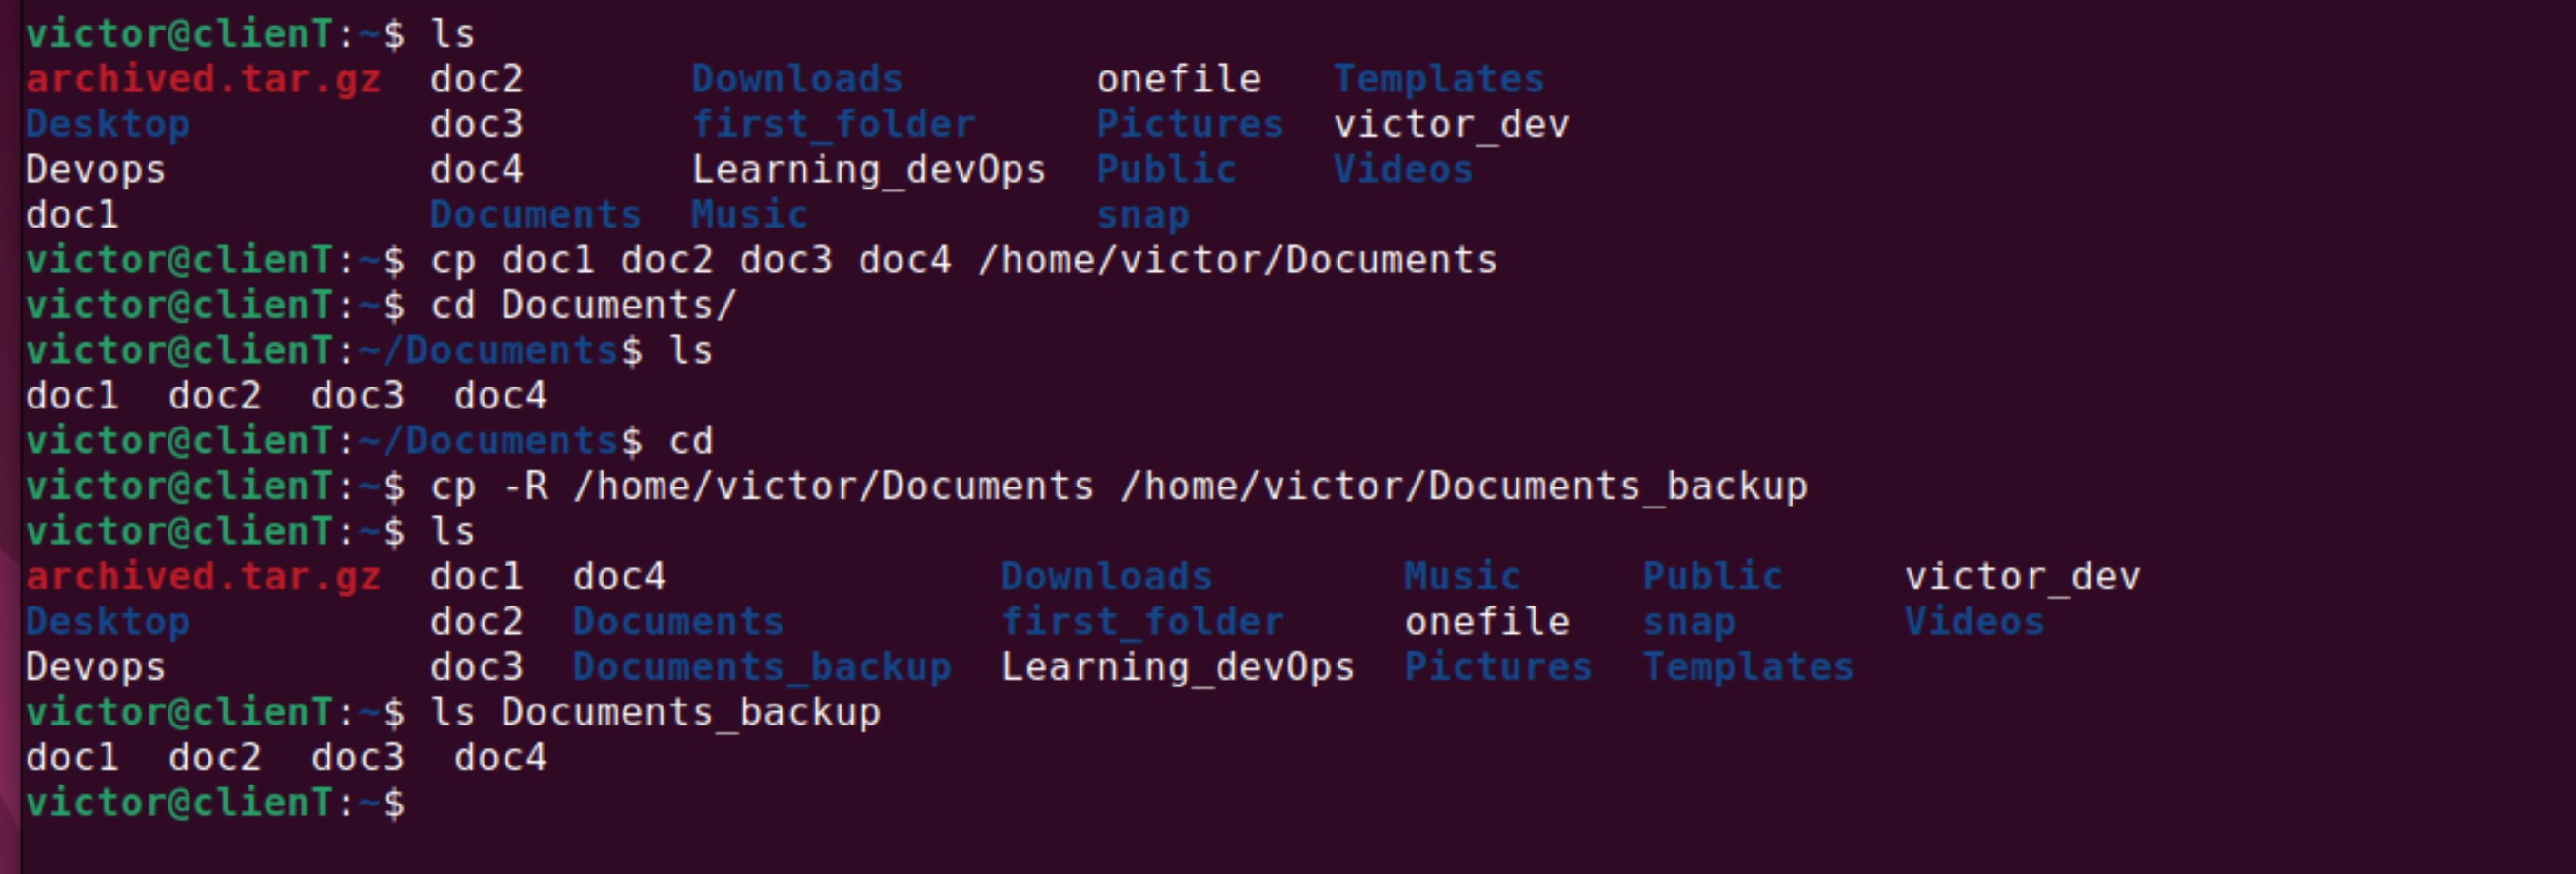 victor@clienT:~$ ls
archived.tar.gz  doc2       Downloads        onefile   Templates
Desktop          doc3       first_folder     Pictures  victor_dev
Devops           doc4       Learning_devOps  Public    Videos
doc1             Documents  Music            snap
victor@clienT:~$ cp doc1 doc2 doc3 doc4 /home/victor/Documents
victor@clienT:~$ cd Documents/
victor@clienT:~/Documents$ ls
doc1  doc2  doc3  doc4
victor@clienT:~/Documents$ cd
victor@clienT:~$ cp -R /home/victor/Documents /home/victor/Documents_backup
victor@clienT:~$ ls
archived.tar.gz  doc1  doc4              Downloads        Music     Public     victor_dev
Desktop          doc2  Documents         first_folder     onefile   snap       Videos
Devops           doc3  Documents_backup  Learning_devOps  Pictures  Templates
victor@clienT:~$ ls Documents_backup
doc1  doc2  doc3  doc4
victor@clienT:~$